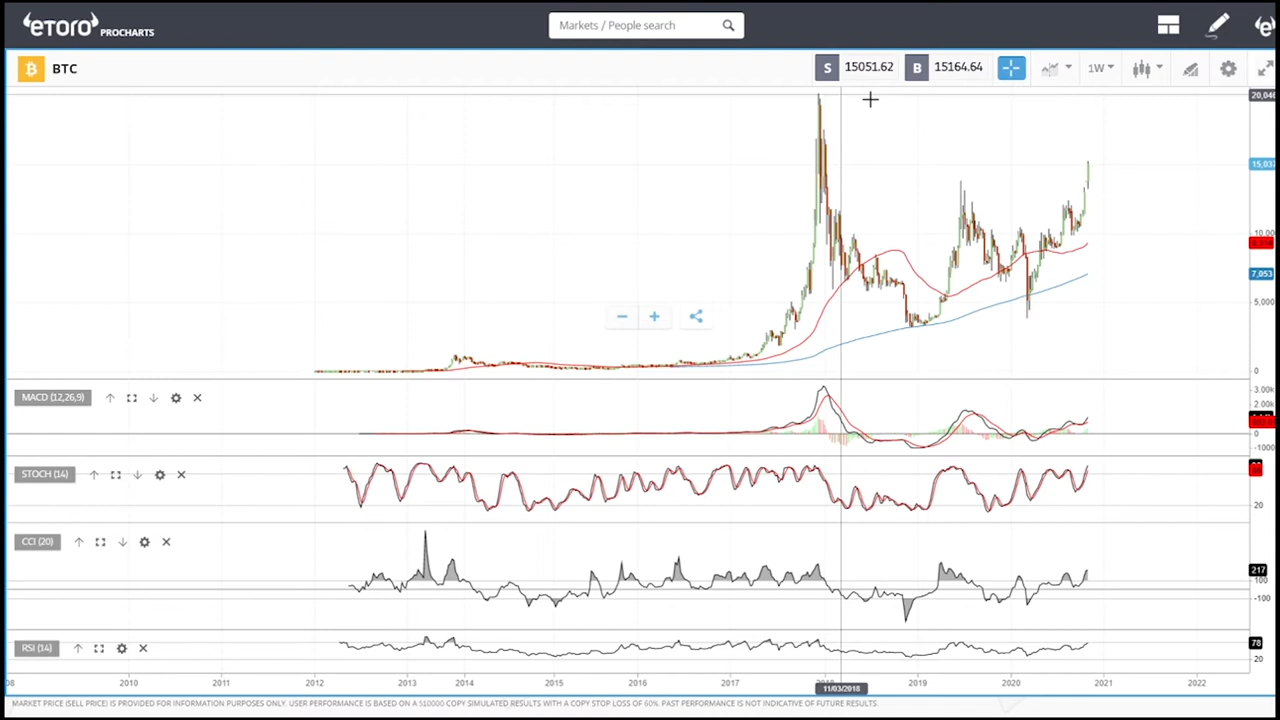 eToro PROCHARTS
Markets / People search
BTC
S 15051.62 B 15164.64
1W
20,04
15,03
10,00
7,053
5,000
0
MACD (12,26,9)
3.00k
2.00k
0
-1000
STOCH (14)
20
CCI (20)
217
100
-100
RSI (14)
78
20
08 2010 2011 2012 2013 2014 2015 2016 2017 2018 2019 2020 2021 2022
11/03/2018
MARKET PRICE (SELL PRICE) IS PROVIDED FOR INFORMATION PURPOSES ONLY. USER PERFORMANCE IS BASED ON A $10000 COPY SIMULATED RESULTS WITH A COPY STOP LOSS OF 60%. PAST PERFORMANCE IS NOT INDICATIVE OF FUTURE RESULTS.